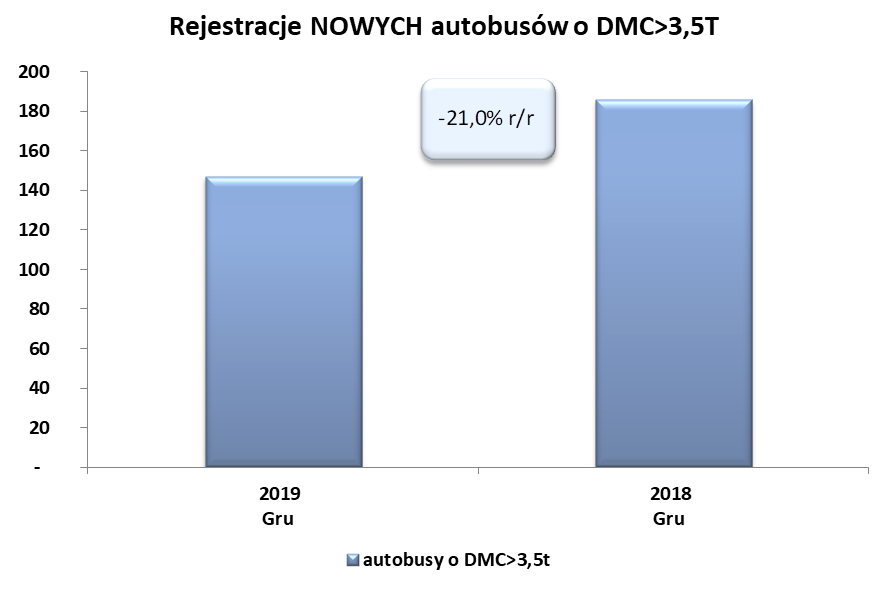 Rejestracje NOWYCH autobusów o DMC>3,5T
200
180
160
140
120
100
80
60
40
20
-
-21,0% r/r
2019
Gru
2018
Gru
autobusy o DMC>3,5t